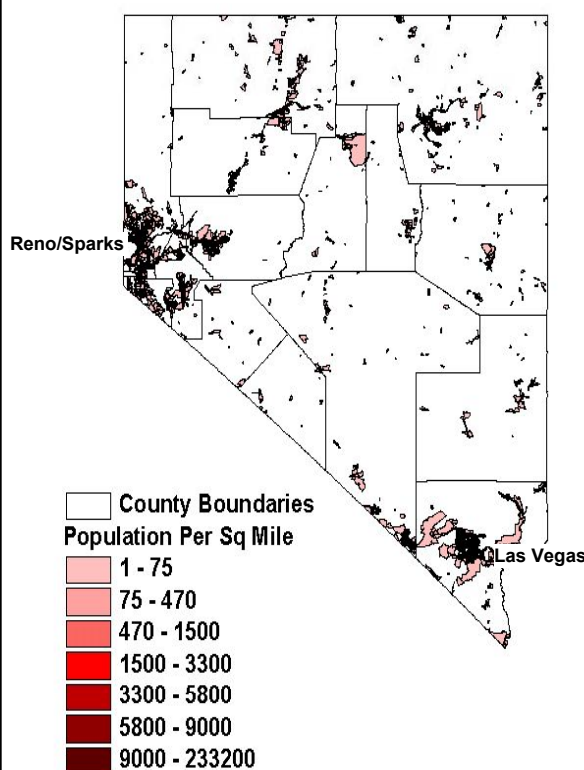 Reno/Sparks
Las Vegas
County Boundaries
Population Per Sq Mile
1 - 75
75 - 470
470 - 1500
1500 - 3300
3300 - 5800
5800 - 9000
9000 - 233200